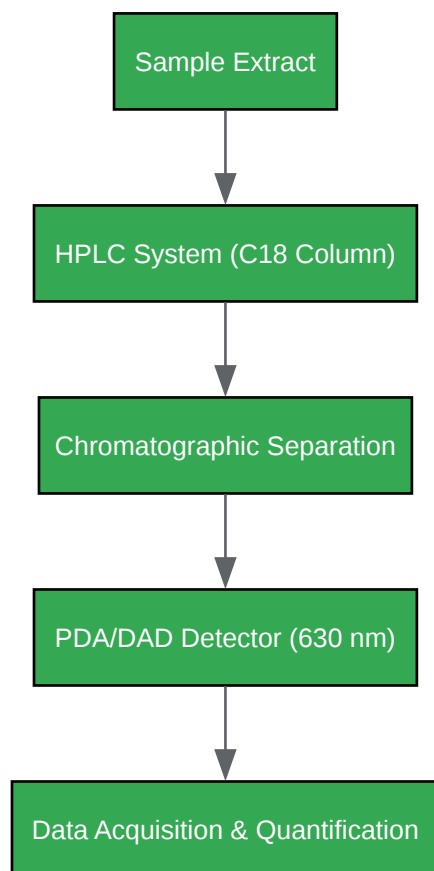 Sample Extract
HPLC System (C18 Column)
Chromatographic Separation
PDA/DAD Detector (630 nm)
Data Acquisition & Quantification